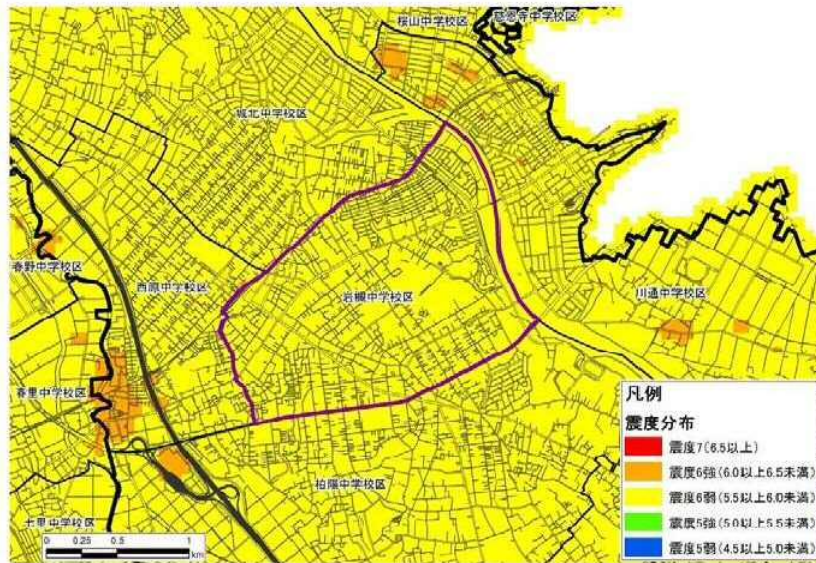 桜山中学校区
慈恩寺中学校区
城北中学校区
春野中学校区
西原中学校区
岩槻中学校区
川通中学校区
春里中学校区
柏陽中学校区
七里中学校区
凡例
震度分布
震度7(6.5以上)
震度6強(6.0以上6.5未満)
震度6弱(5.5以上6.0未満)
震度5強(5.0以上5.5未満)
震度5弱(4.5以上5.0未満)
0 0.25 0.5 1
km